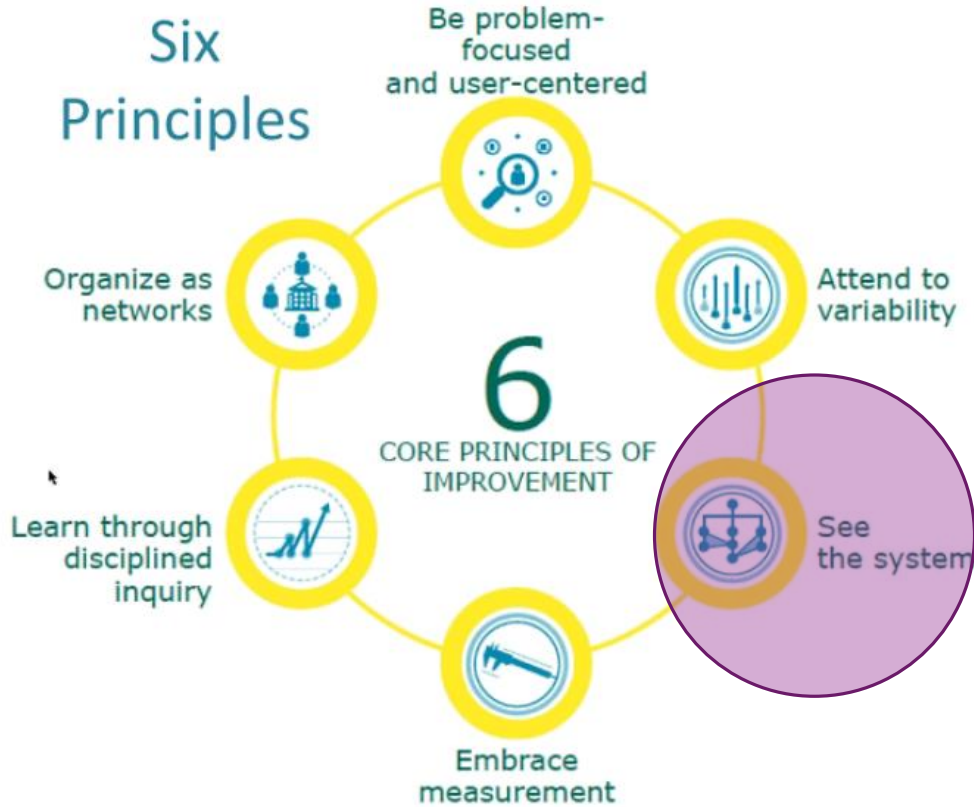 Six
Principles
Be problem-
focused
and user-centered
Attend to
variability
See
the system
Embrace
measurement
Learn through
disciplined
inquiry
Organize as
networks
6
CORE PRINCIPLES OF
IMPROVEMENT